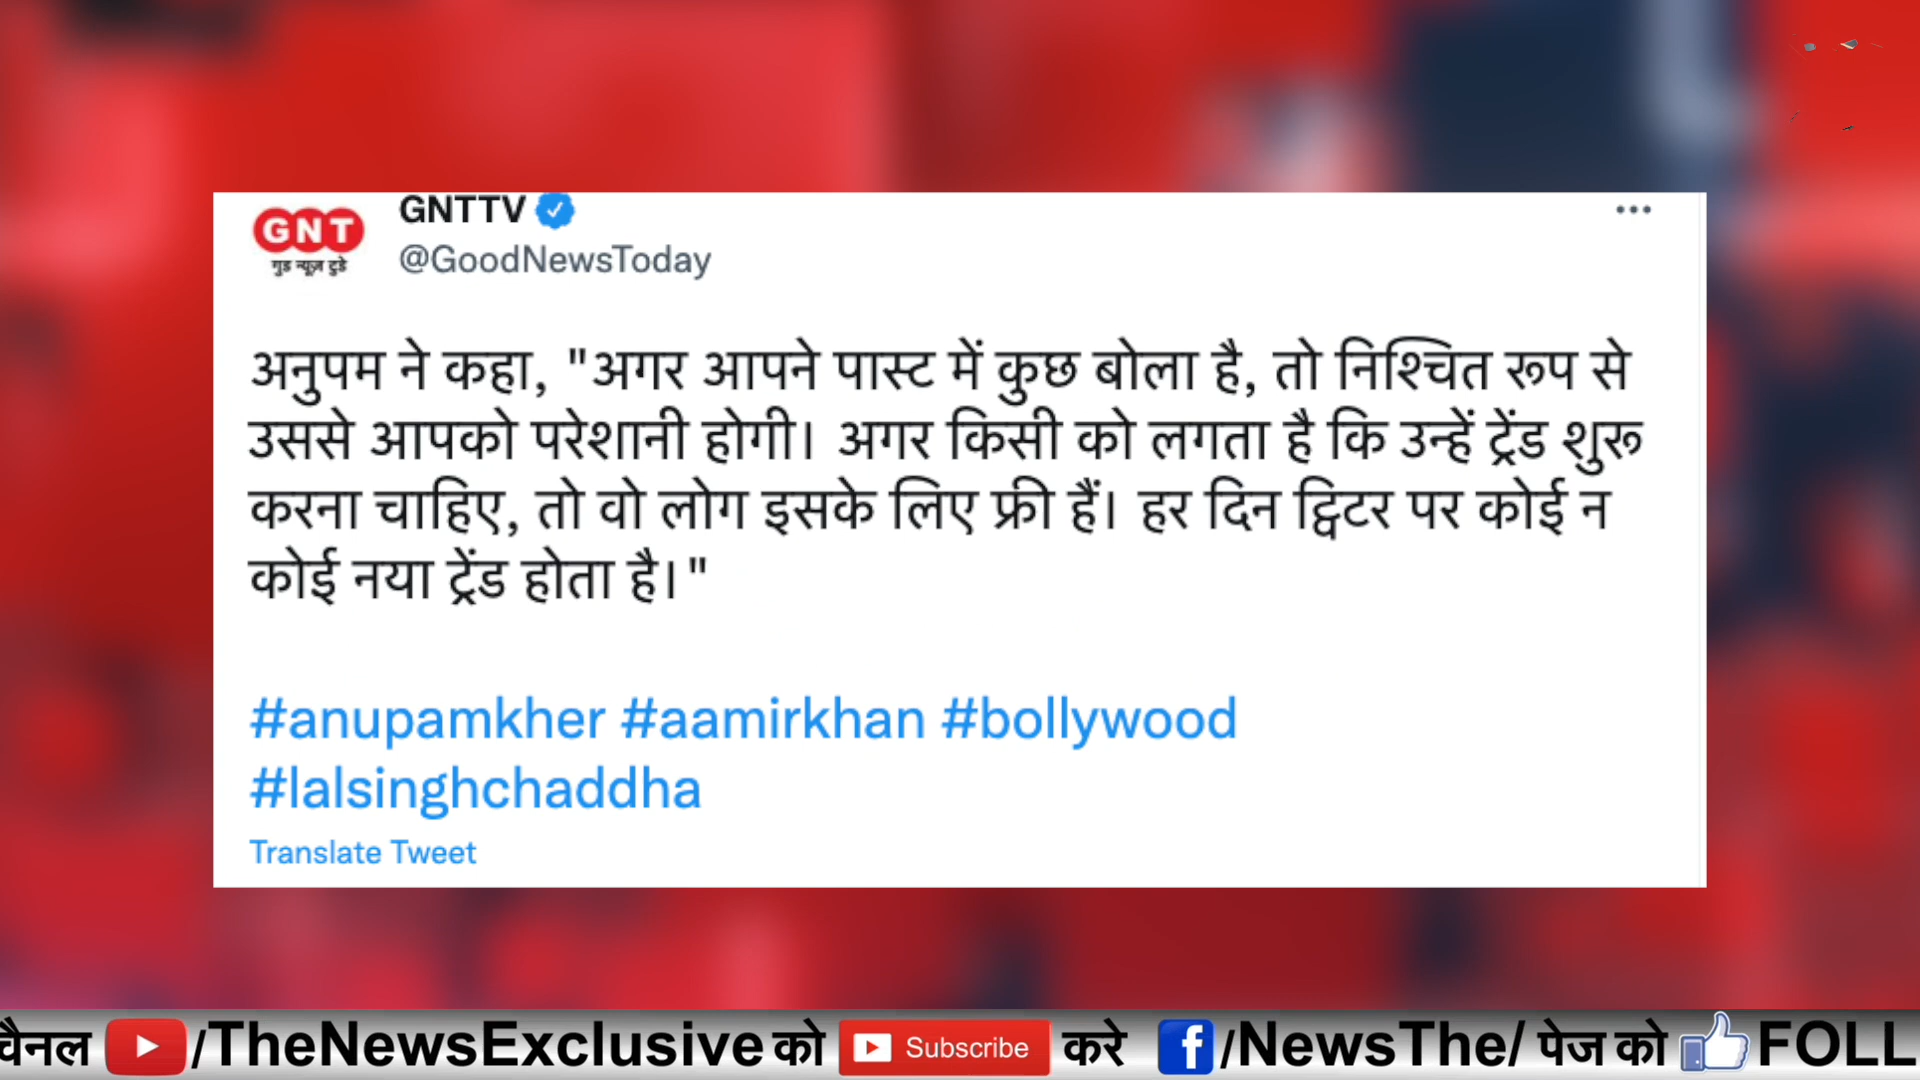 GNTTV
GNT
गुड न्यूज़ टुडे
@GoodNewsToday
अनुपम ने कहा, "अगर आपने पास्ट में कुछ बोला है, तो निश्चित रूप से
उससे आपको परेशानी होगी। अगर किसी को लगता है कि उन्हें ट्रेंड शुरू
करना चाहिए, तो वो लोग इसके लिए फ्री हैं। हर दिन ट्विटर पर कोई न
कोई नया ट्रेंड होता है।"
#anupamkher #aamirkhan #bollywood
#lalsinghchaddha
Translate Tweet
चैनल /TheNewsExclusive को Subscribe करे f/NewsThe/ पेज को FOLL